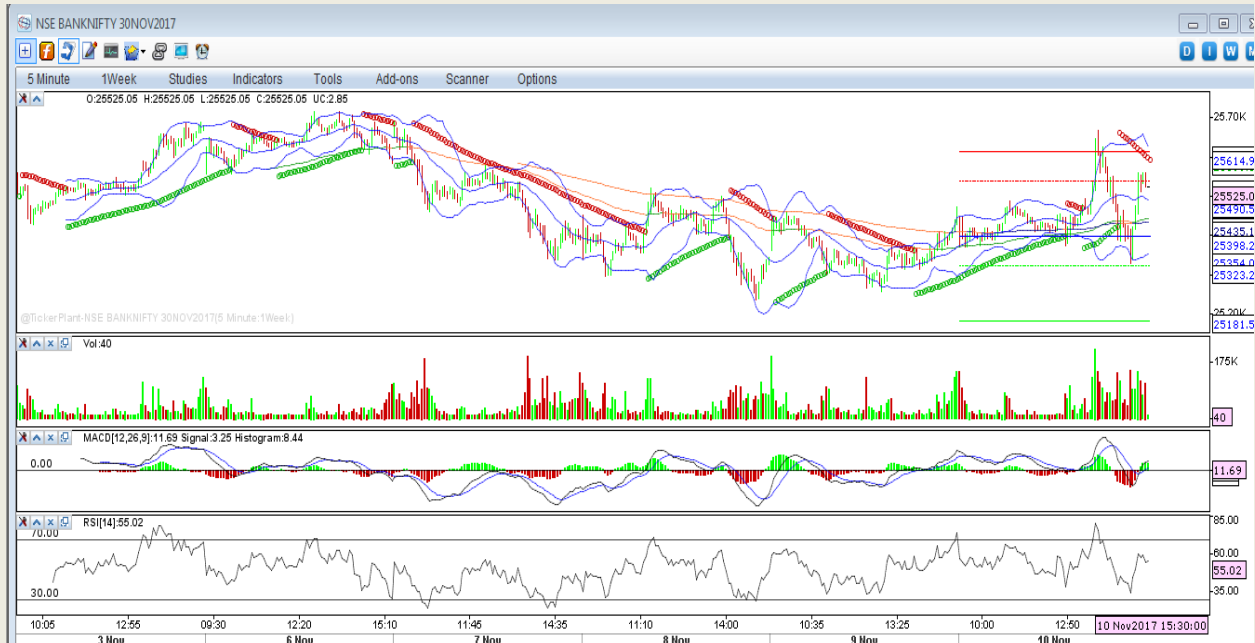 NSE BANKNIFTY 30NOV2017
D I W
5 Minute 1Week Studies Indicators Tools Add-ons Scanner Options
O:25525.05 H:25525.05 L:25525.05 C:25525.05 UC:2.85
25.70K
25614.9
25525.0
25490.5
25435.1
25398.2
25354.0
25323.2
25.20K
25181.5
@TickerPlant-NSE BANKNIFTY 30NOV2017(5 Minute:1Week)
Vol:40
175K
40
MACD[12,26,9]:11.69 Signal:3.25 Histogram:8.44
0.00
11.69
RSI[14]:55.02
85.00
70.00
60.00
55.02
35.00
30.00
10:05 12:55 09:30 12:20 15:10 11:45 14:35 11:10 14:00 10:35 13:25 10:00 12:50 10 Nov2017 15:30:00
3 Nov 6 Nov 7 Nov 8 Nov 9 Nov 10 Nov